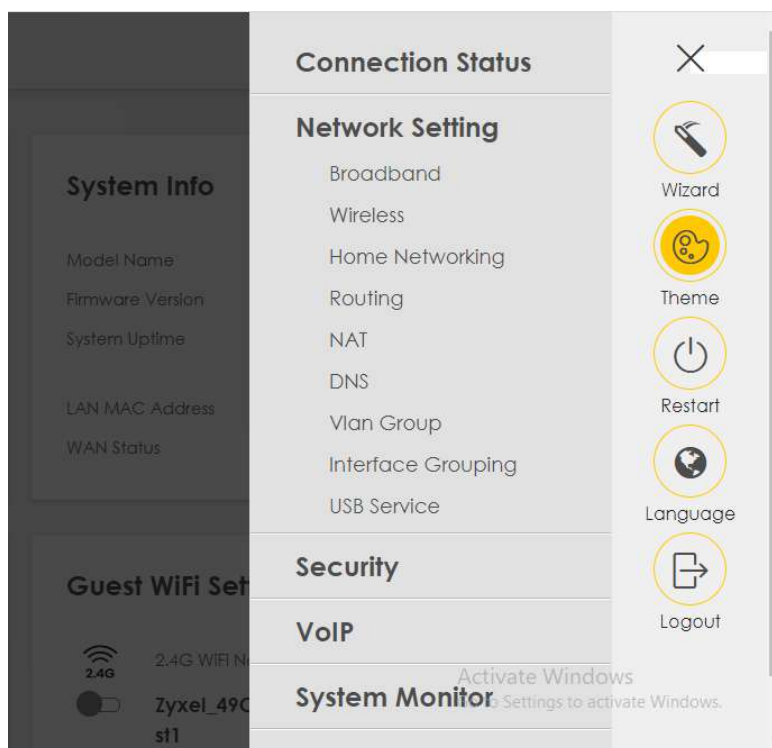 Connection Status
Network Setting
Broadband
Wireless
Home Networking
Routing
NAT
DNS
Vlan Group
Interface Grouping
USB Service
Security
VoIP
System Monitor
Wizard
Theme
Restart
Language
Logout
System Info
Model Name
Firmware Version
System Uptime
LAN MAC Address
WAN Status
Guest WiFi Set
2.4G
2.4G WiFi N
Zyxel_49C
st1
Activate Windows
to Settings to activate Windows.